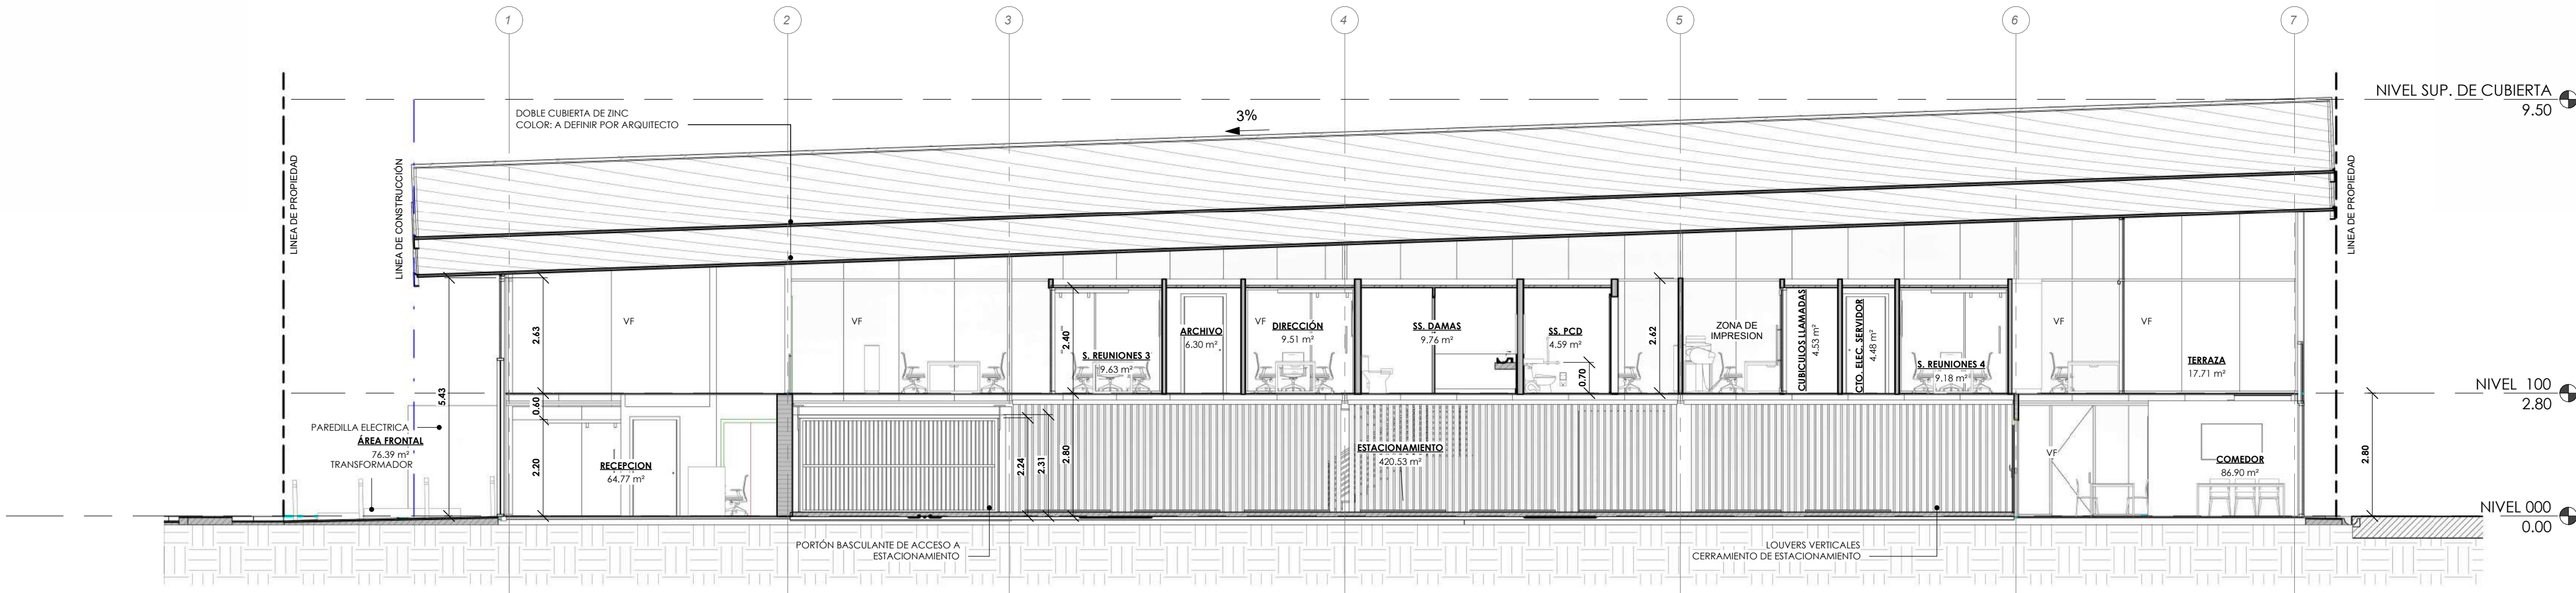 1
2
3
4
5
6
7
NIVEL SUP. DE CUBIERTA
9.50
DOBLE CUBIERTA DE ZINC
COLOR: A DEFINIR POR ARQUITECTO
3%
LINEA DE PROPIEDAD
LINEA DE CONSTRUCCIÓN
LINEA DE PROPIEDAD
2.63
VF
VF
2.40
S. REUNIONES 3
9.63 m²
ARCHIVO
6.30 m²
DIRECCIÓN
VF
9.51 m²
SS. DAMAS
9.76 m²
SS. PCD
4.59 m²
0.70
2.62
ZONA DE
IMPRESION
CUBICULOS LLAMADAS
4.53 m²
CTO. ELEC. SERVIDOR
4.48 m²
S. REUNIONES 4
9.18 m²
VF
VF
TERRAZA
17.71 m²
NIVEL 100
2.80
5.43
0.60
PAREDILLA ELECTRICA
ÁREA FRONTAL
76.39 m²
TRANSFORMADOR
2.20
RECEPCION
64.77 m²
2.24
2.31
2.80
ESTACIONAMIENTO
420.53 m²
VF
COMEDOR
86.90 m²
2.80
NIVEL 000
0.00
PORTÓN BASCULANTE DE ACCESO A
ESTACIONAMIENTO
LOUVERS VERTICALES
CERRAMIENTO DE ESTACIONAMIENTO